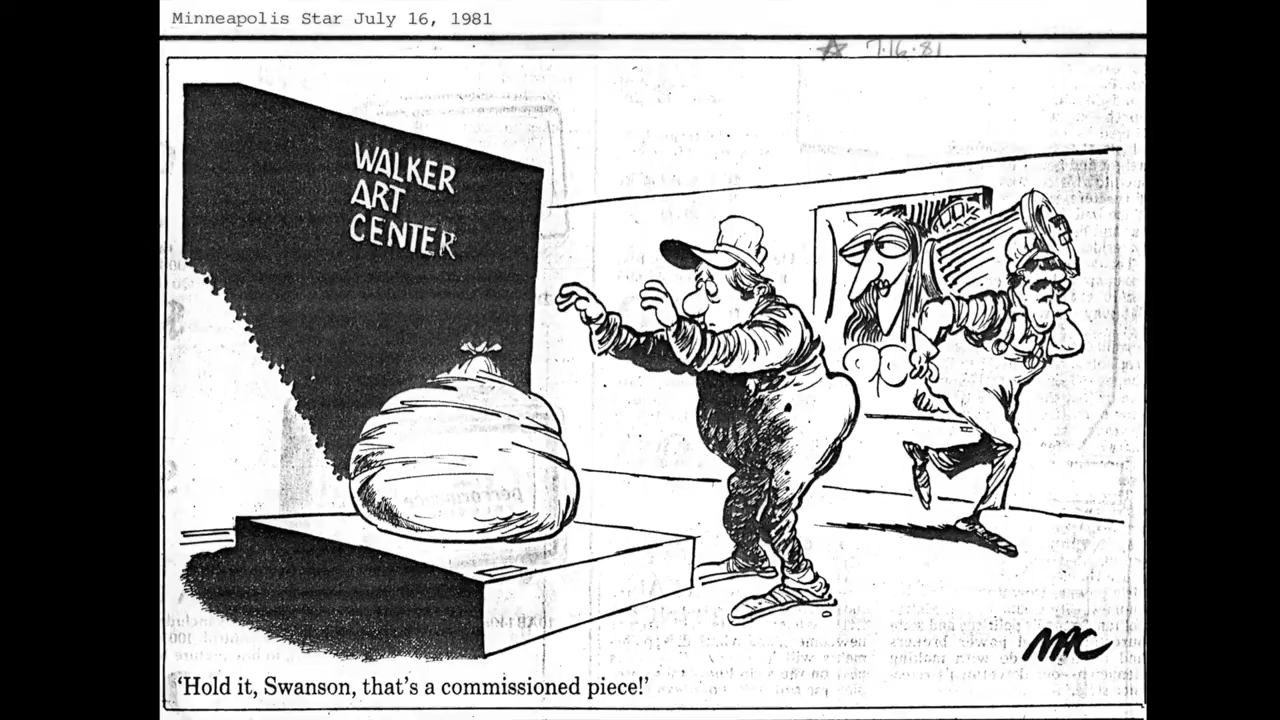 Minneapolis Star July 16, 1981
7·16·81
WALKER
ART
CENTER
MAC
'Hold it, Swanson, that's a commissioned piece!'